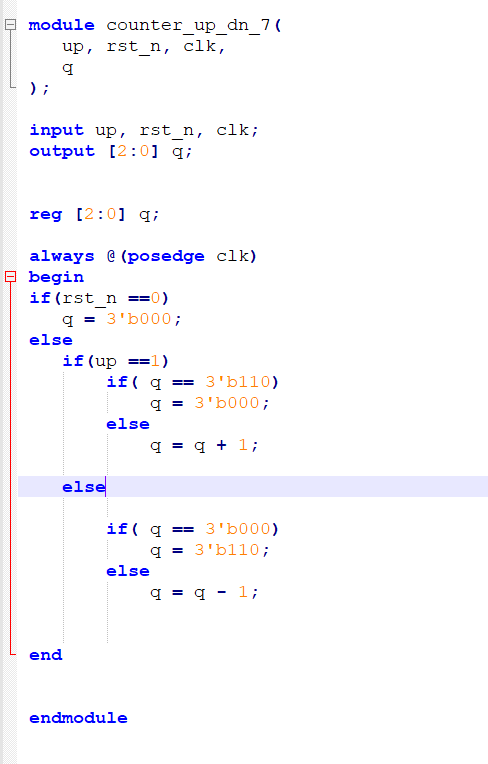 module counter_up_dn_7(
up, rst_n, clk,
q
);
input up, rst_n, clk;
output [2:0] q;
reg [2:0] q;
always @(posedge clk)
begin
if(rst_n ==0)
q = 3'b000;
else
if(up ==1)
if( q == 3'b110)
q = 3'b000;
else
q = q + 1;
else
if( q == 3'b000)
q = 3'b110;
else
q = q - 1;
end
endmodule